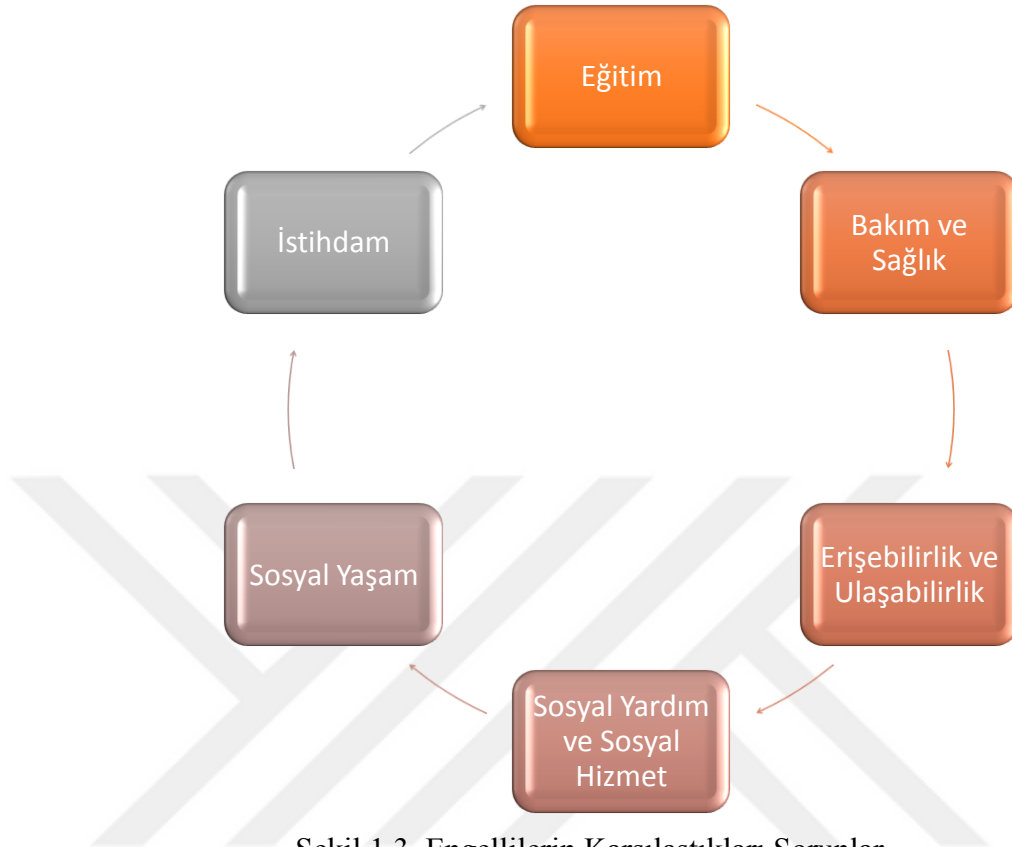 Eğitim
Bakım ve
Sağlık
Erişebilirlik ve
Ulaşabilirlik
Sosyal Yardım
ve Sosyal
Hizmet
Sosyal Yaşam
İstihdam
Şekil 1.3. Engellilerin Karşılaştıkları Sorunlar